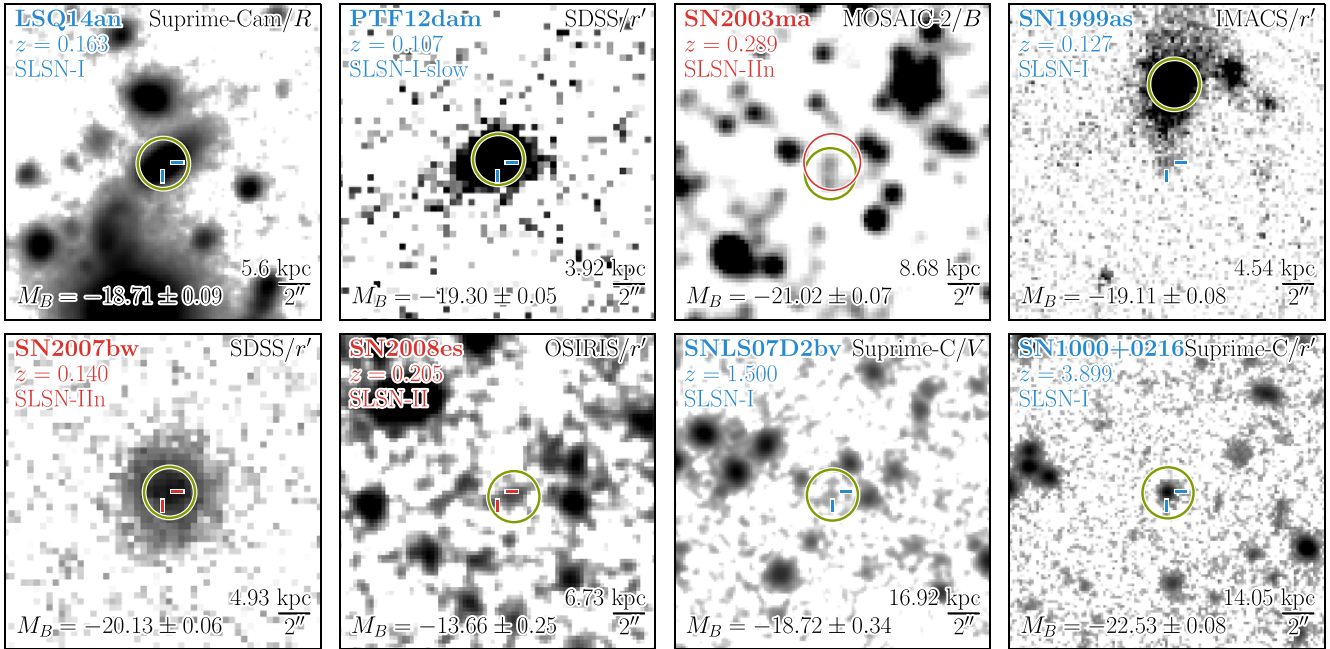 LSQ14an Suprime-Cam/R
z = 0.163
SLSN-I
5.6 kpc
M_B = −18.71 ± 0.09 2″
PTF12dam SDSS/r′
z = 0.107
SLSN-I-slow
3.92 kpc
M_B = −19.30 ± 0.05 2″
SN2003ma MOSAIC-2/B
z = 0.289
SLSN-IIn
8.68 kpc
M_B = −21.02 ± 0.07 2″
SN1999as IMACS/r′
z = 0.127
SLSN-I
4.54 kpc
M_B = −19.11 ± 0.08 2″
SN2007bw SDSS/r′
z = 0.140
SLSN-IIn
4.93 kpc
M_B = −20.13 ± 0.06 2″
SN2008es OSIRIS/r′
z = 0.205
SLSN-II
6.73 kpc
M_B = −13.66 ± 0.25 2″
SNLS07D2bv Suprime-C/V
z = 1.500
SLSN-I
16.92 kpc
M_B = −18.72 ± 0.34 2″
SN1000+0216 Suprime-C/r′
z = 3.899
SLSN-I
14.05 kpc
M_B = −22.53 ± 0.08 2″